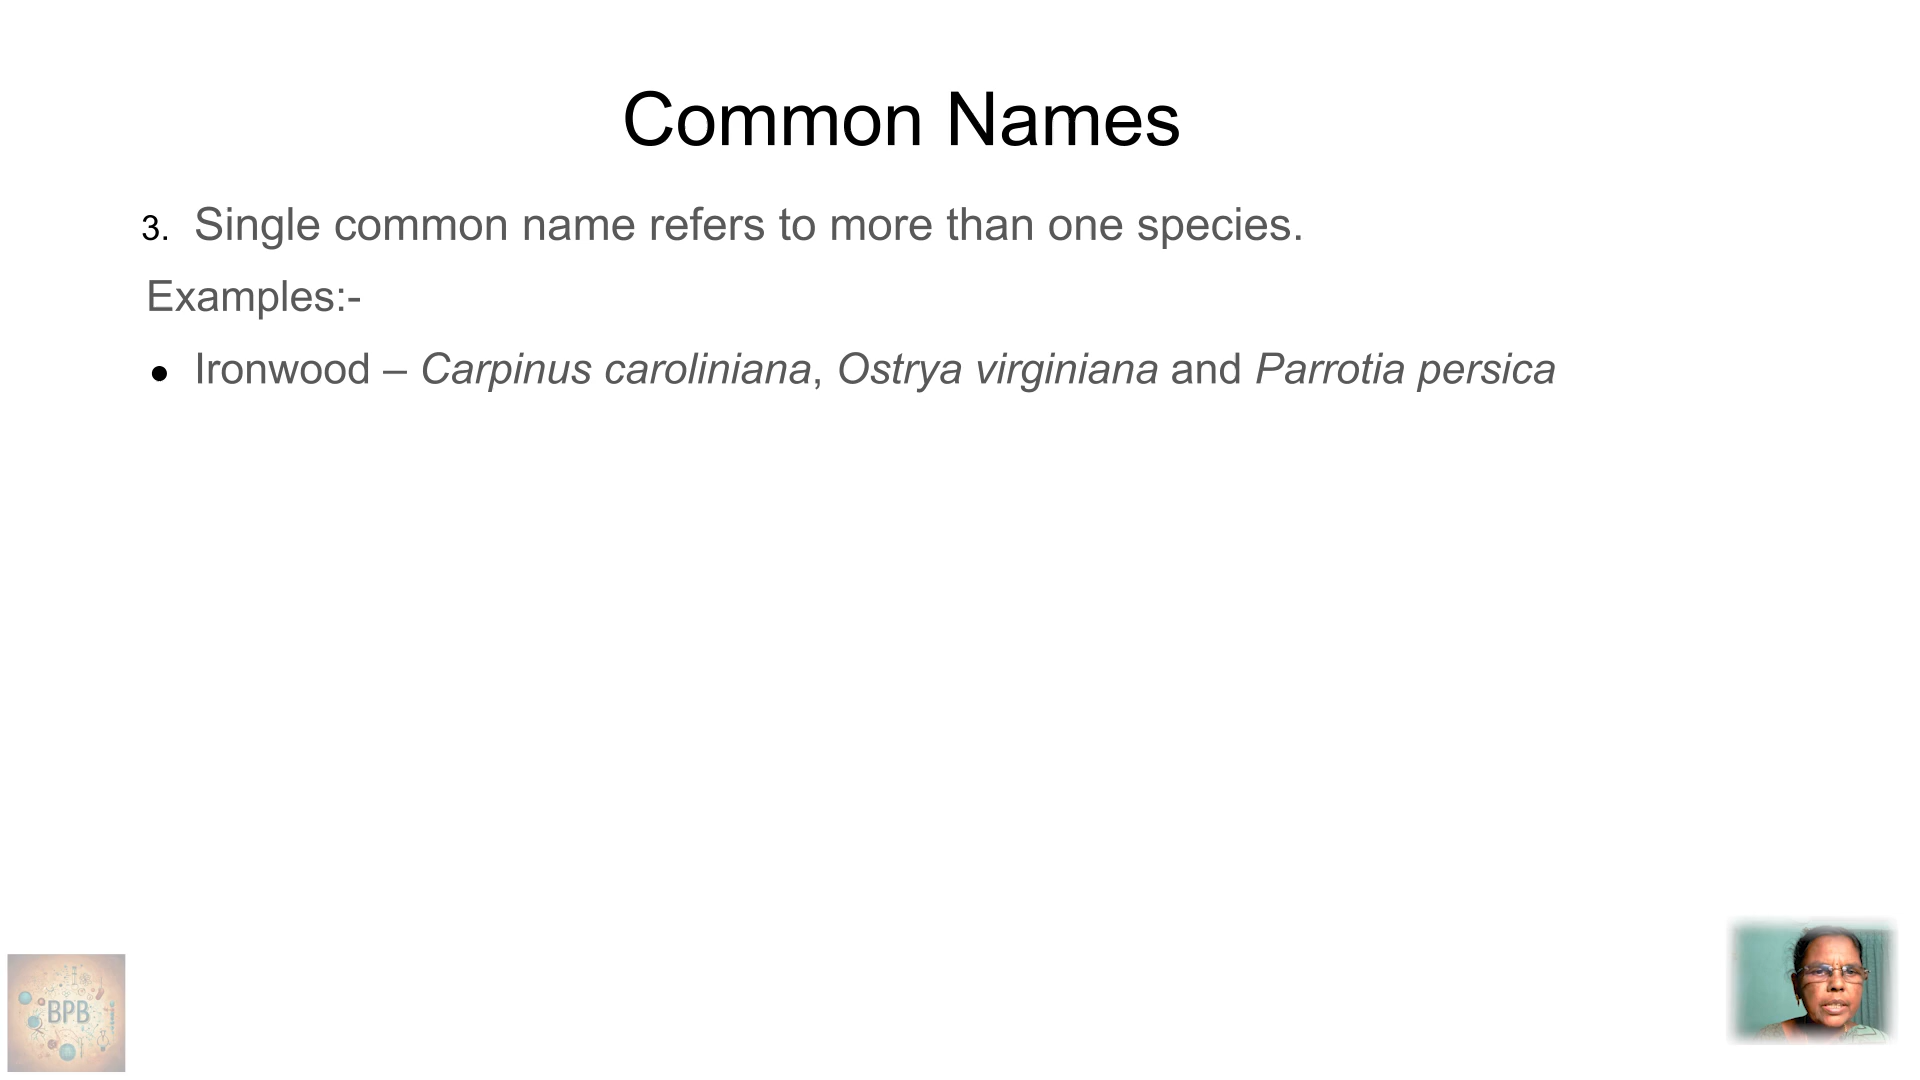 Common Names
3. Single common name refers to more than one species.
Examples:-
● Ironwood – Carpinus caroliniana, Ostrya virginiana and Parrotia persica
BPB